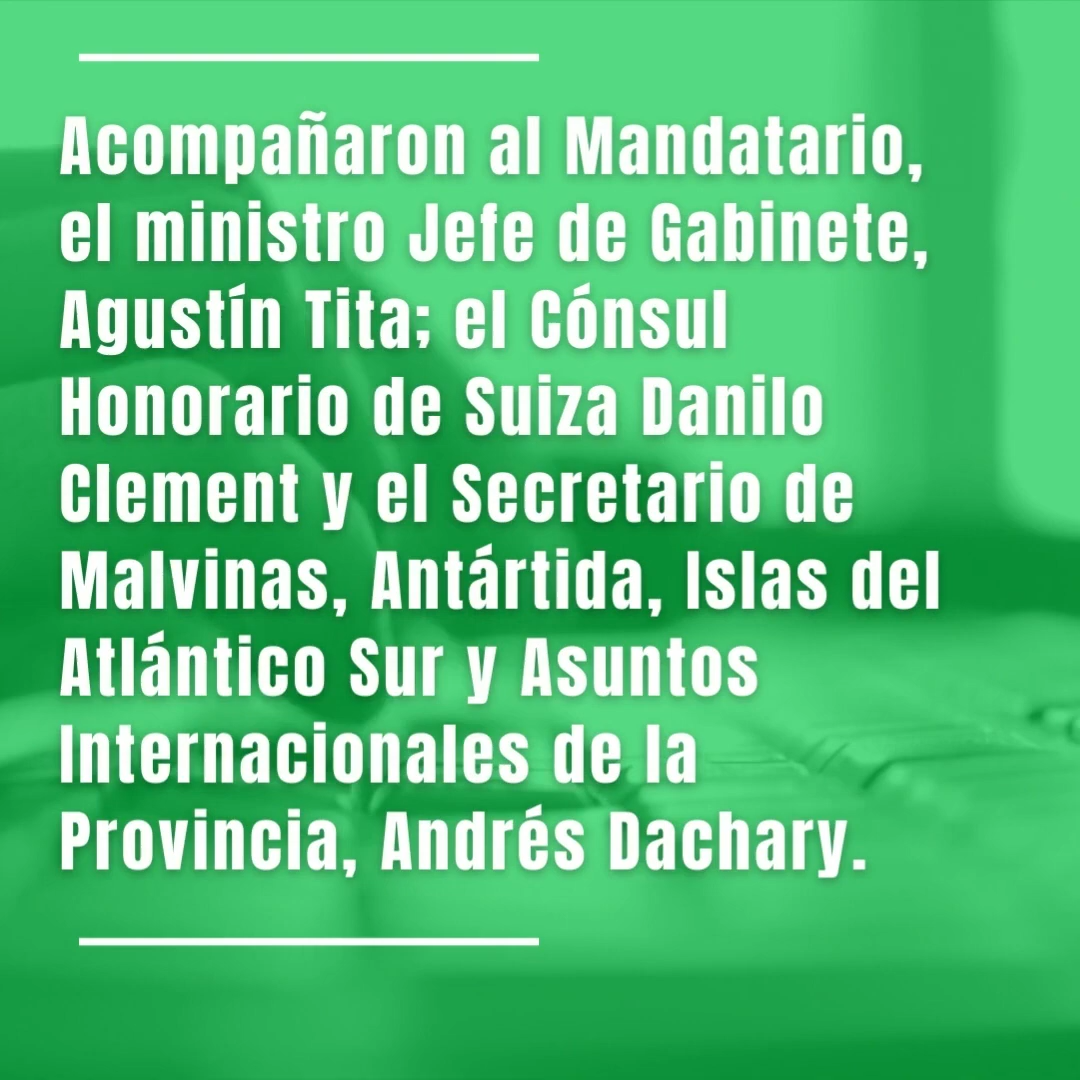 Acompañaron al Mandatario,
el ministro Jefe de Gabinete,
Agustín Tita; el Cónsul
Honorario de Suiza Danilo
Clement y el Secretario de
Malvinas, Antártida, Islas del
Atlántico Sur y Asuntos
Internacionales de la
Provincia, Andrés Dachary.